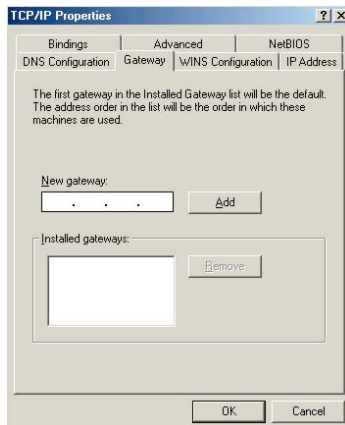 TCP/IP Properties
Bindings Advanced NetBIOS
DNS Configuration Gateway WINS Configuration IP Address
The first gateway in the Installed Gateway list will be the default.
The address order in the list will be the order in which these
machines are used.
New gateway:
. . . Add
Installed gateways:
Remove
OK Cancel